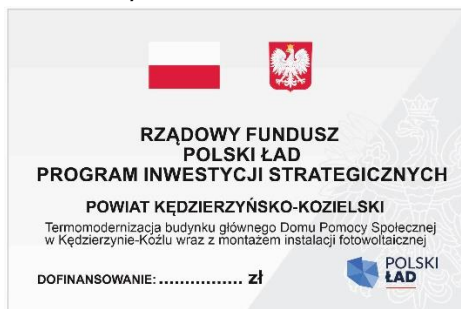 RZĄDOWY FUNDUSZ
POLSKI ŁAD
PROGRAM INWESTYCJI STRATEGICZNYCH
POWIAT KĘDZIERZYŃSKO-KOZIELSKI
Termomodernizacja budynku głównego Domu Pomocy Społecznej
w Kędzierzynie-Koźlu wraz z montażem instalacji fotowoltaicznej
DOFINANSOWANIE: ................ zł
POLSKI
ŁAD